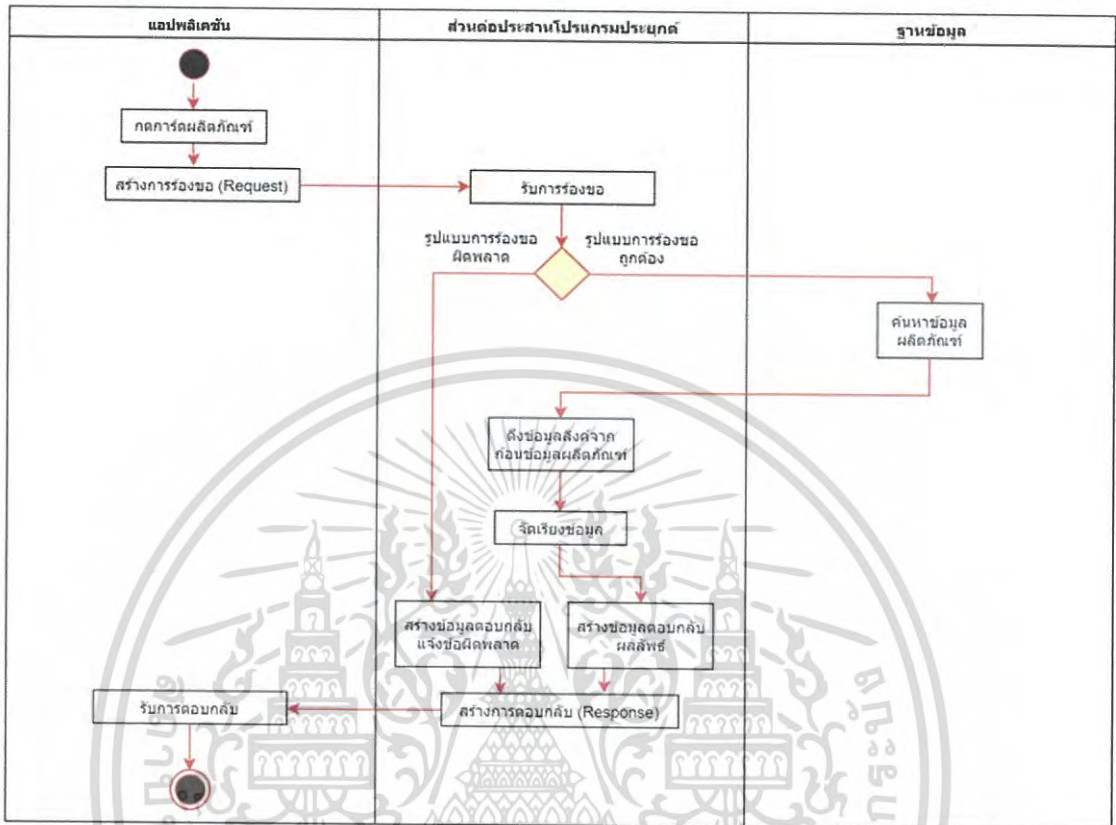 แอปพลิเคชัน
ส่วนต่อประสานโปรแกรมประยุกต์
ฐานข้อมูล
กดการ์ดผลิตภัณฑ์
สร้างการร้องขอ (Request)
รับการร้องขอ
รูปแบบการร้องขอ
ผิดพลาด
รูปแบบการร้องขอ
ถูกต้อง
ค้นหาข้อมูล
ผลิตภัณฑ์
ดึงข้อมูลลิงค์จาก
ก่อนข้อมูลผลิตภัณฑ์
จัดเรียงข้อมูล
สร้างข้อมูลตอบกลับ
แจ้งข้อผิดพลาด
สร้างข้อมูลตอบกลับ
ผลลัพธ์
รับการตอบกลับ
สร้างการตอบกลับ (Response)